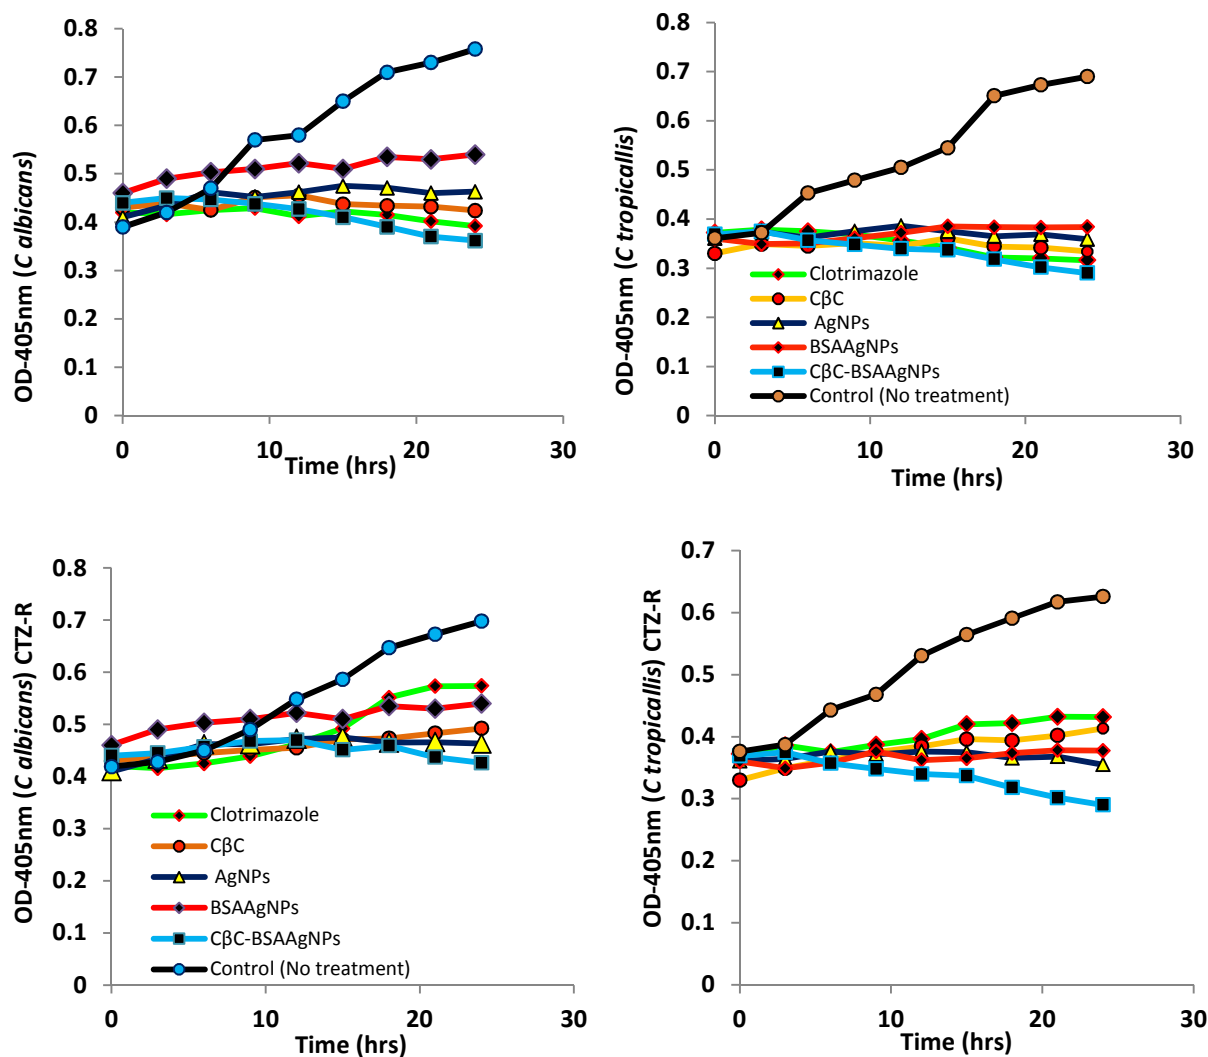 OD-405nm (C albicans)
0.8
0.7
0.6
0.5
0.4
0.3
0.2
0.1
0
0 10 20 30
Time (hrs)
OD-405nm (C tropicallis)
0.8
0.7
0.6
0.5
0.4
0.3
0.2
0.1
0
Clotrimazole
CβC
AgNPs
BSAAgNPs
CβC-BSAAgNPs
Control (No treatment)
0 10 20 30
Time (hrs)
OD-405nm (C albicans) CTZ-R
0.8
0.7
0.6
0.5
0.4
0.3
0.2
0.1
0
Clotrimazole
CβC
AgNPs
BSAAgNPs
CβC-BSAAgNPs
Control (No treatment)
0 10 20 30
Time (hrs)
OD-405nm (C tropicallis) CTZ-R
0.7
0.6
0.5
0.4
0.3
0.2
0.1
0
0 10 20 30
Time (hrs)